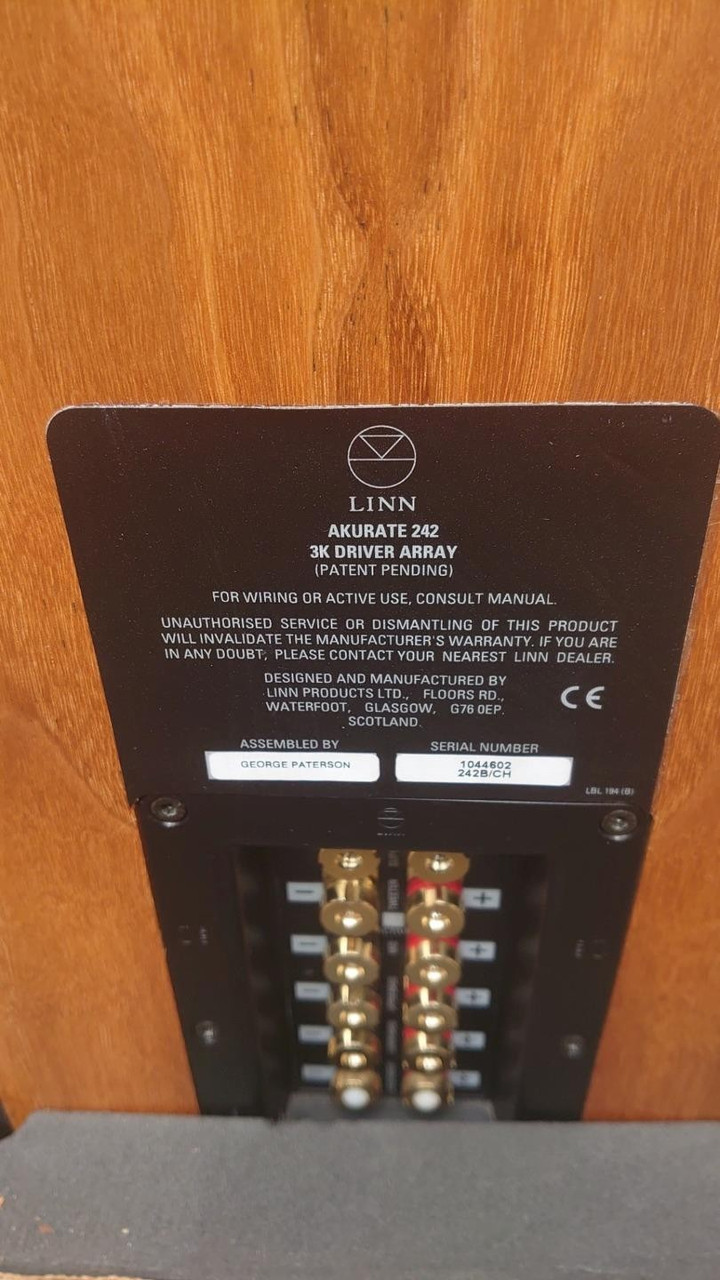 LINN
AKURATE 242
3K DRIVER ARRAY
(PATENT PENDING)
FOR WIRING OR ACTIVE USE, CONSULT MANUAL.
UNAUTHORISED SERVICE OR DISMANTLING OF THIS PRODUCT
WILL INVALIDATE THE MANUFACTURER'S WARRANTY. IF YOU ARE
IN ANY DOUBT, PLEASE CONTACT YOUR NEAREST LINN DEALER.
DESIGNED AND MANUFACTURED BY
LINN PRODUCTS LTD., FLOORS RD.,
WATERFOOT, GLASGOW, G76 0EP.
SCOTLAND.
CE
ASSEMBLED BY
GEORGE PATERSON
SERIAL NUMBER
1044602
242B/CH
LBL 194 (B)
− +
− +
− +
− +
− +